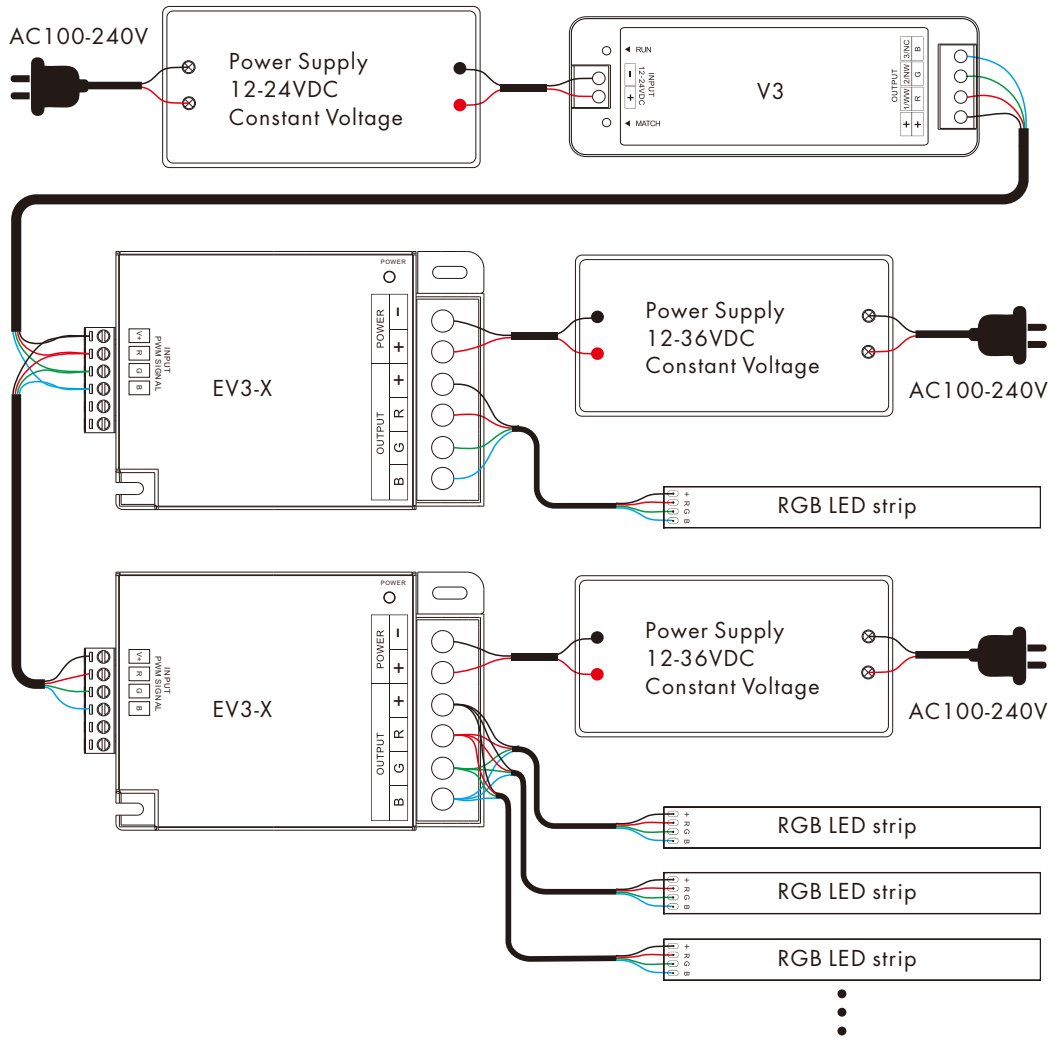 AC100-240V
Power Supply
12-24VDC
Constant Voltage
RUN
INPUT
12-24VDC
- +
MATCH
V3
OUTPUT
+ 1/WW 2/NW 3/NC
+ R G B
POWER
INPUT
PWM SIGNAL
V+ R G B
EV3-X
POWER
- +
OUTPUT
+ R G B
Power Supply
12-36VDC
Constant Voltage
AC100-240V
+ R G B
RGB LED strip
POWER
INPUT
PWM SIGNAL
V+ R G B
EV3-X
POWER
- +
OUTPUT
+ R G B
Power Supply
12-36VDC
Constant Voltage
AC100-240V
+ R G B
RGB LED strip
+ R G B
RGB LED strip
+ R G B
RGB LED strip